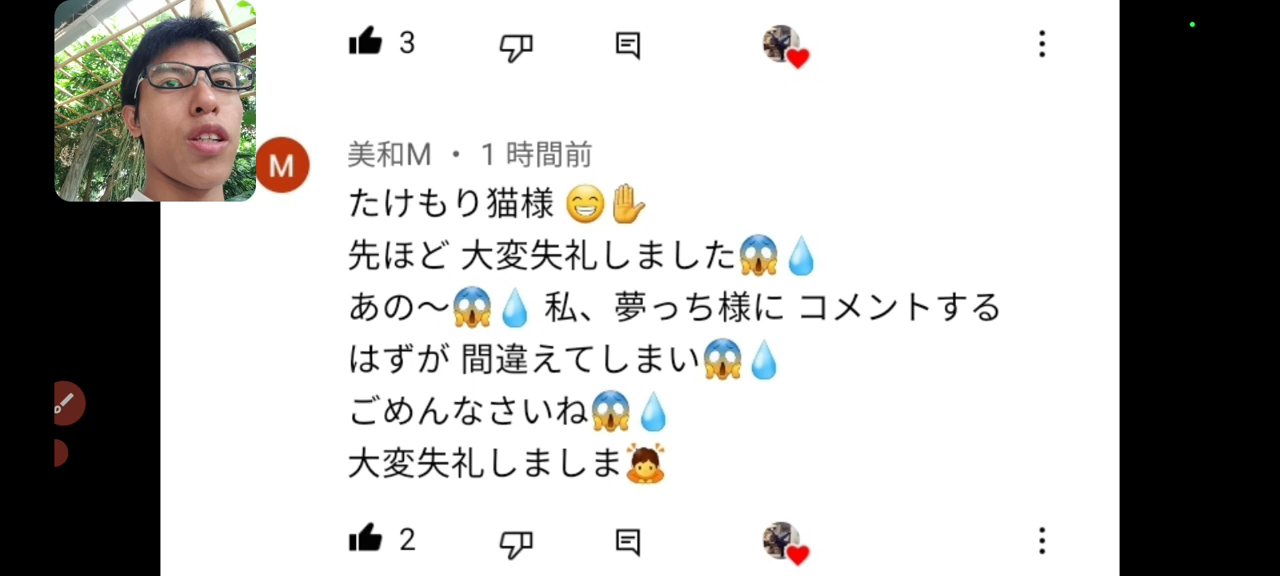 3
M
美和M ・ 1 時間前
たけもり猫様 😁✋
先ほど 大変失礼しました😱💧
あの〜😱💧 私、夢っち様に コメントする
はずが 間違えてしまい😱💧
ごめんなさいね😱💧
大変失礼しましま🙇
2